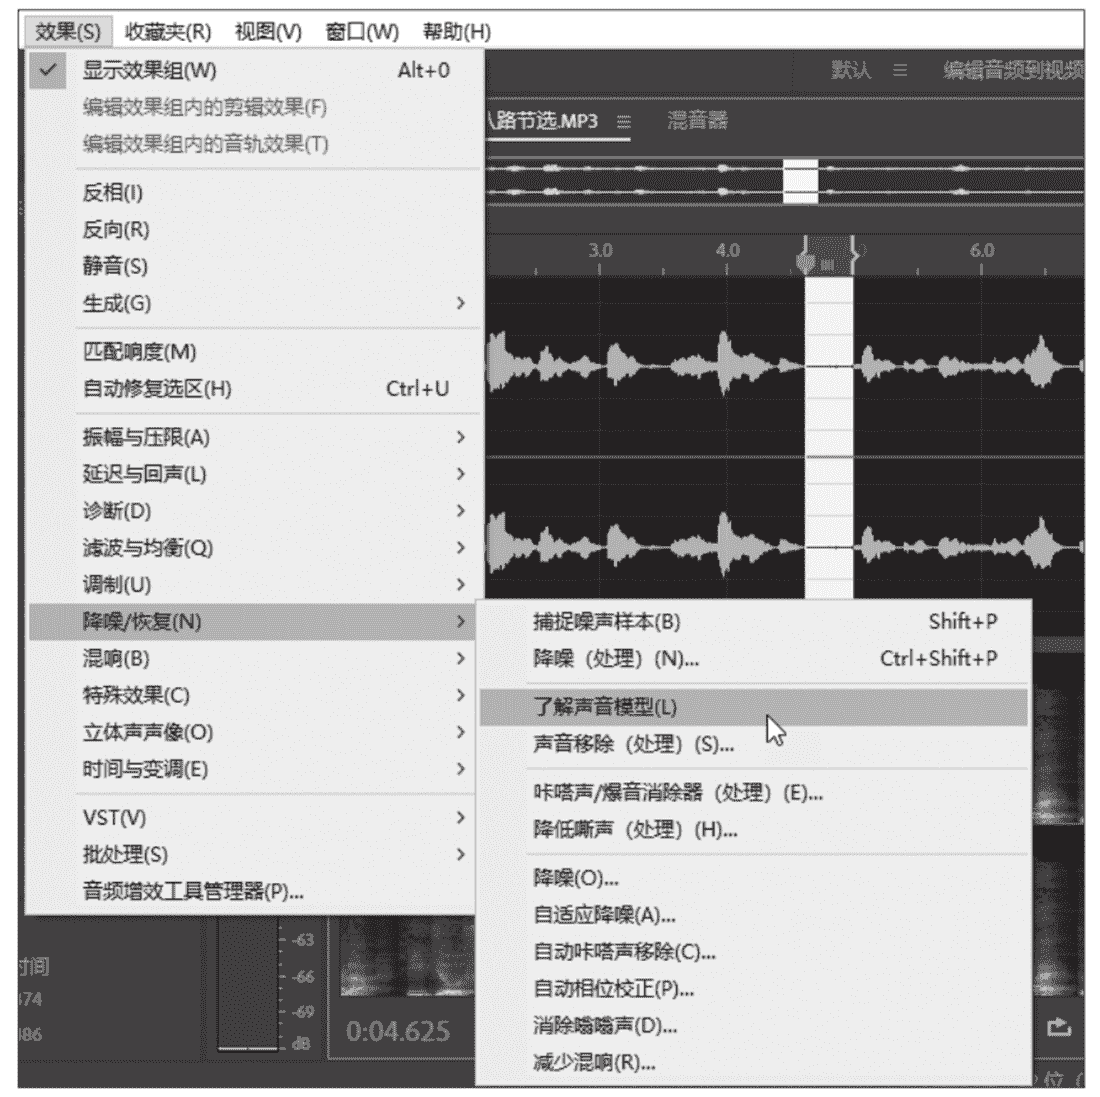 效果(S) 收藏夹(R) 视图(V) 窗口(W) 帮助(H)
显示效果组(W) Alt+0
默认 编辑音频到视频
编辑效果组内的剪辑效果(F)
路节选.MP3 混音器
编辑效果组内的音轨效果(T)
反相(I)
反向(R)
3.0 4.0 6.0
静音(S)
生成(G)
匹配响度(M)
自动修复选区(H) Ctrl+U
振幅与压限(A)
延迟与回声(L)
诊断(D)
滤波与均衡(Q)
调制(U)
降噪/恢复(N)
混响(B)
特殊效果(C)
立体声声像(O)
时间与变调(E)
VST(V)
批处理(S)
音频增效工具管理器(P)...
捕捉噪声样本(B) Shift+P
降噪（处理）(N)... Ctrl+Shift+P
了解声音模型(L)
声音移除（处理）(S)...
咔嗒声/爆音消除器（处理）(E)...
降低嘶声（处理）(H)...
降噪(O)...
自适应降噪(A)...
自动咔嗒声移除(C)...
自动相位校正(P)...
消除嗡嗡声(D)...
减少混响(R)...
-63
时间
-66
74
-69
0:04.625
86
dB
位